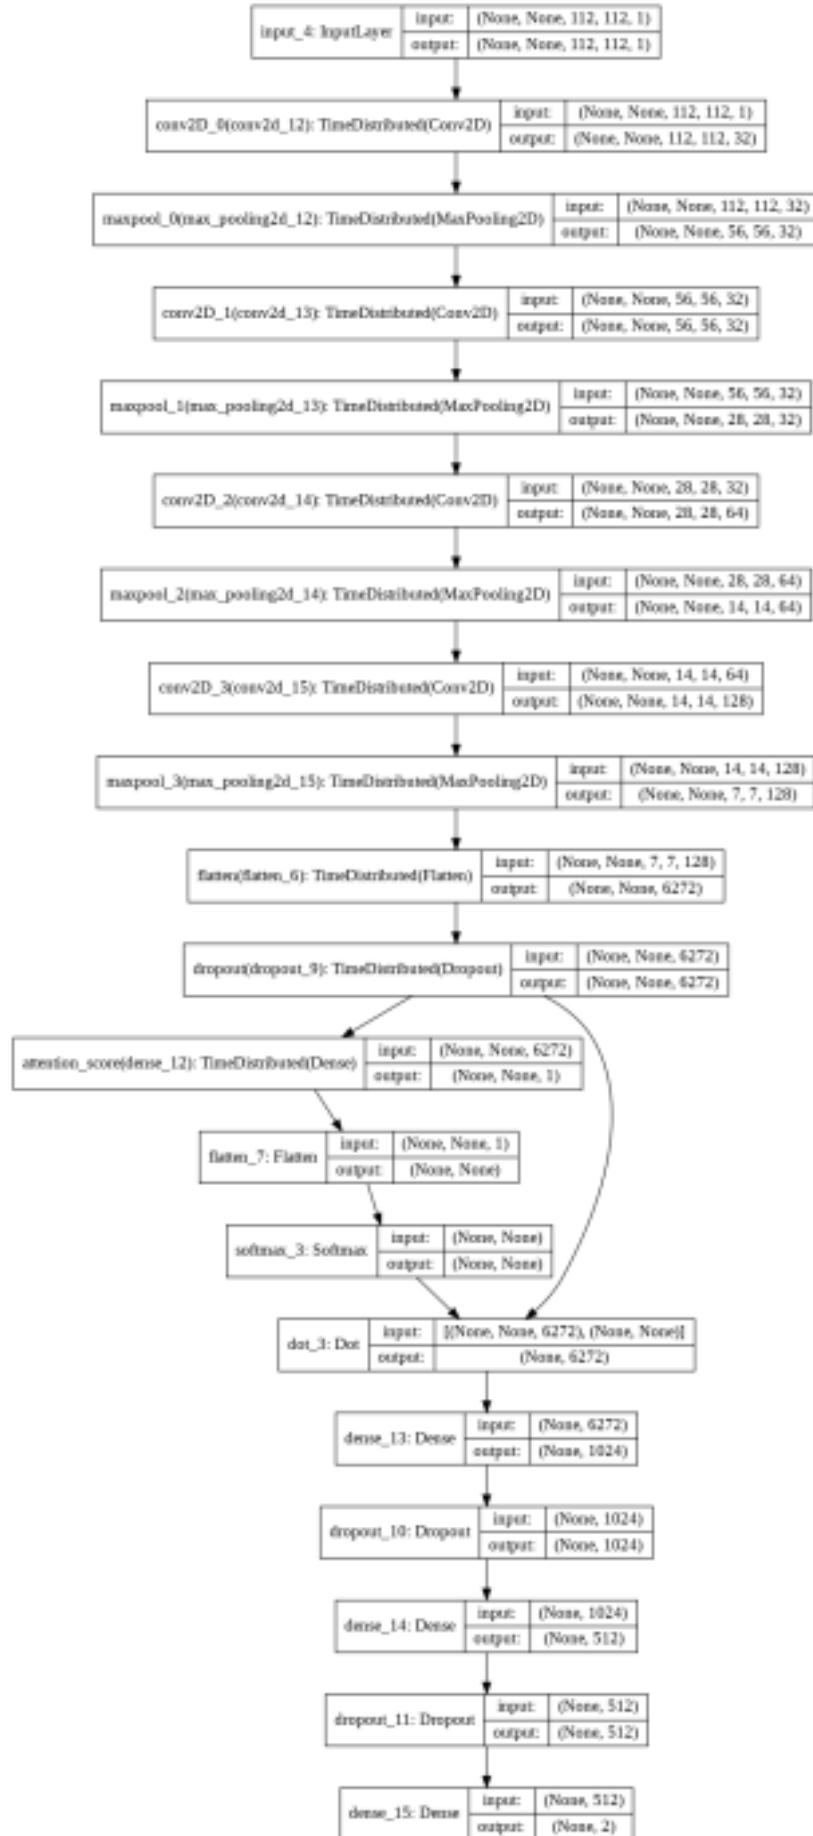 input_4: InputLayer
input: (None, None, 112, 112, 1)
output: (None, None, 112, 112, 1)
conv2D_0(conv2d_12): TimeDistributed(Conv2D)
input: (None, None, 112, 112, 1)
output: (None, None, 112, 112, 32)
maxpool_0(max_pooling2d_12): TimeDistributed(MaxPooling2D)
input: (None, None, 112, 112, 32)
output: (None, None, 56, 56, 32)
conv2D_1(conv2d_13): TimeDistributed(Conv2D)
input: (None, None, 56, 56, 32)
output: (None, None, 56, 56, 32)
maxpool_1(max_pooling2d_13): TimeDistributed(MaxPooling2D)
input: (None, None, 56, 56, 32)
output: (None, None, 28, 28, 32)
conv2D_2(conv2d_14): TimeDistributed(Conv2D)
input: (None, None, 28, 28, 32)
output: (None, None, 28, 28, 64)
maxpool_2(max_pooling2d_14): TimeDistributed(MaxPooling2D)
input: (None, None, 28, 28, 64)
output: (None, None, 14, 14, 64)
conv2D_3(conv2d_15): TimeDistributed(Conv2D)
input: (None, None, 14, 14, 64)
output: (None, None, 14, 14, 128)
maxpool_3(max_pooling2d_15): TimeDistributed(MaxPooling2D)
input: (None, None, 14, 14, 128)
output: (None, None, 7, 7, 128)
flatten(flatten_6): TimeDistributed(Flatten)
input: (None, None, 7, 7, 128)
output: (None, None, 6272)
dropout(dropout_9): TimeDistributed(Dropout)
input: (None, None, 6272)
output: (None, None, 6272)
attention_score(dense_12): TimeDistributed(Dense)
input: (None, None, 6272)
output: (None, None, 1)
flatten_7: Flatten
input: (None, None, 1)
output: (None, None)
softmax_3: Softmax
input: (None, None)
output: (None, None)
dot_3: Dot
input: [(None, None, 6272), (None, None)]
output: (None, 6272)
dense_13: Dense
input: (None, 6272)
output: (None, 1024)
dropout_10: Dropout
input: (None, 1024)
output: (None, 1024)
dense_14: Dense
input: (None, 1024)
output: (None, 512)
dropout_11: Dropout
input: (None, 512)
output: (None, 512)
dense_15: Dense
input: (None, 512)
output: (None, 2)